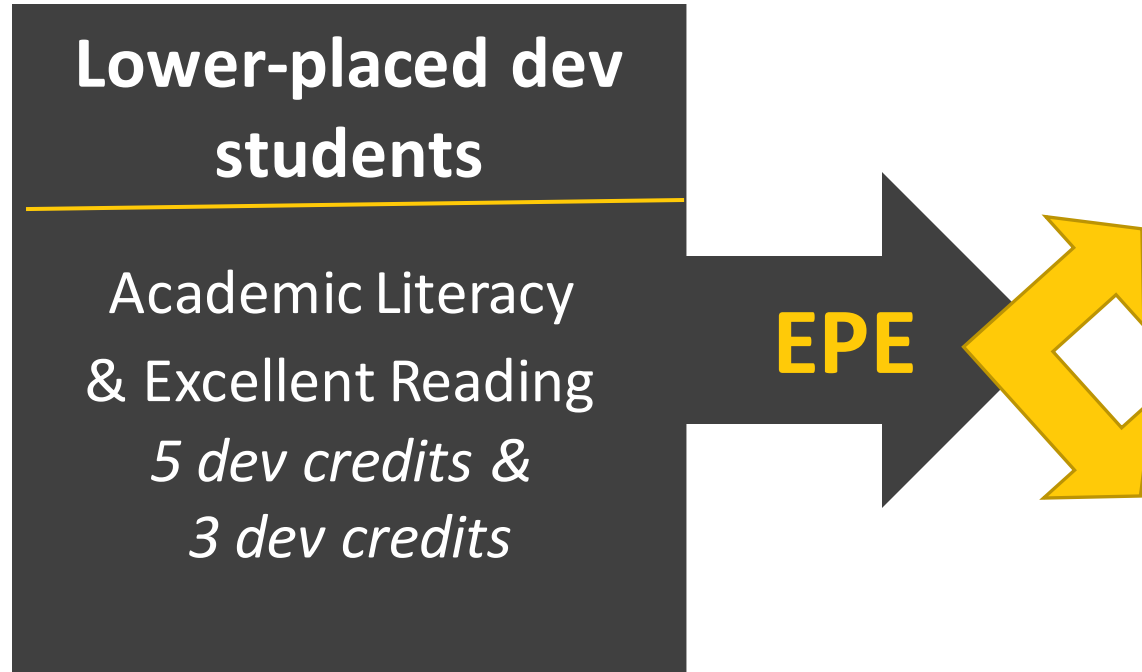 Lower-placed dev
students
Academic Literacy
& Excellent Reading
5 dev credits &
3 dev credits
EPE